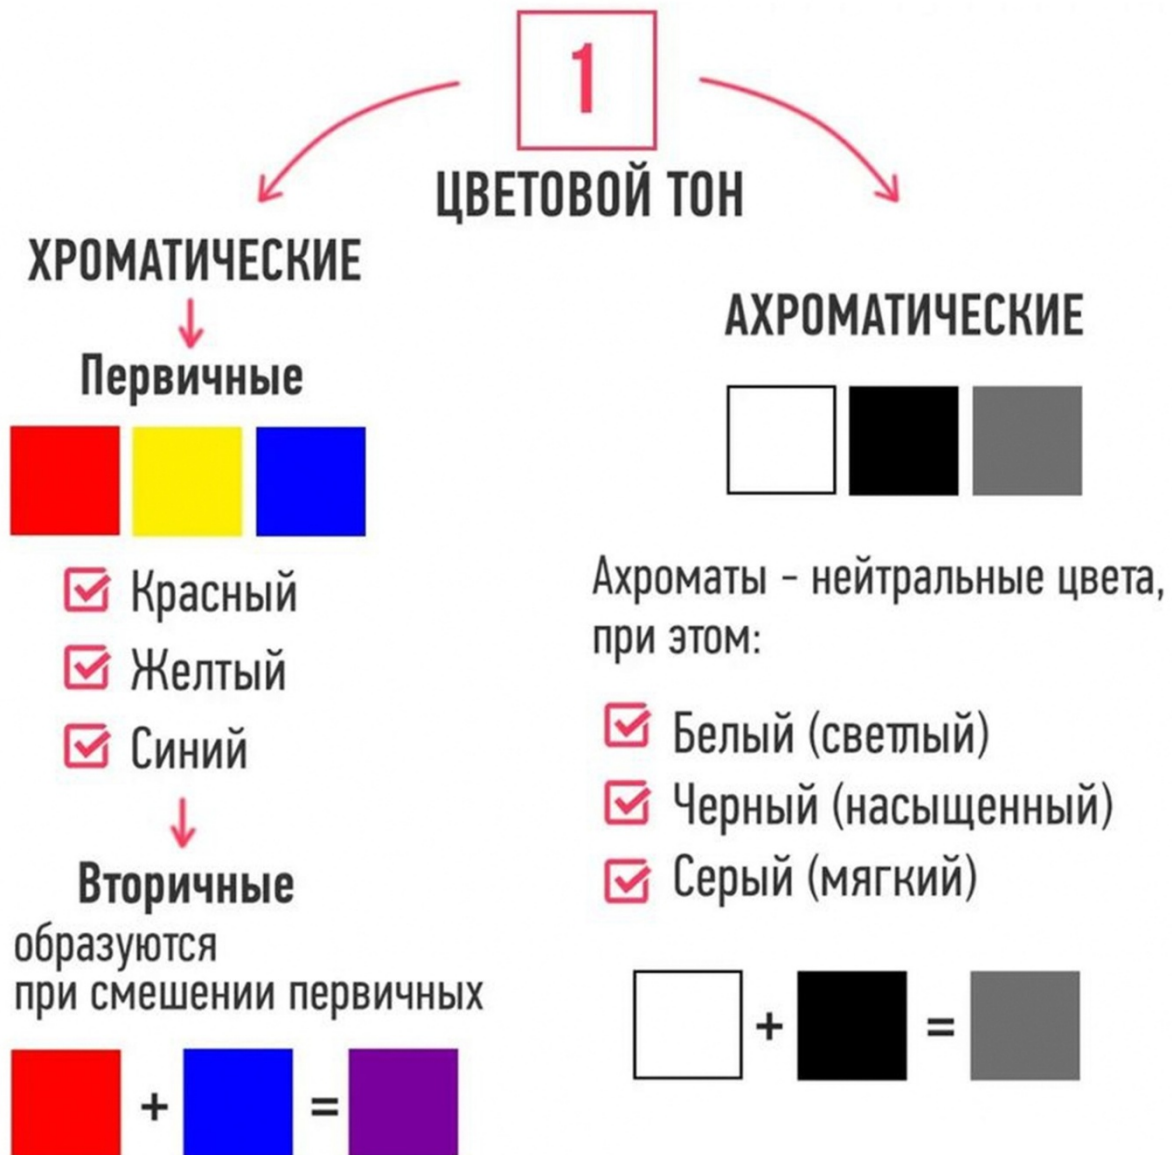 1
ЦВЕТОВОЙ ТОН
ХРОМАТИЧЕСКИЕ
Первичные
Красный
Желтый
Синий
Вторичные
образуются
при смешении первичных
+ =
АХРОМАТИЧЕСКИЕ
Ахроматы - нейтральные цвета,
при этом:
Белый (светлый)
Черный (насыщенный)
Серый (мягкий)
+ =